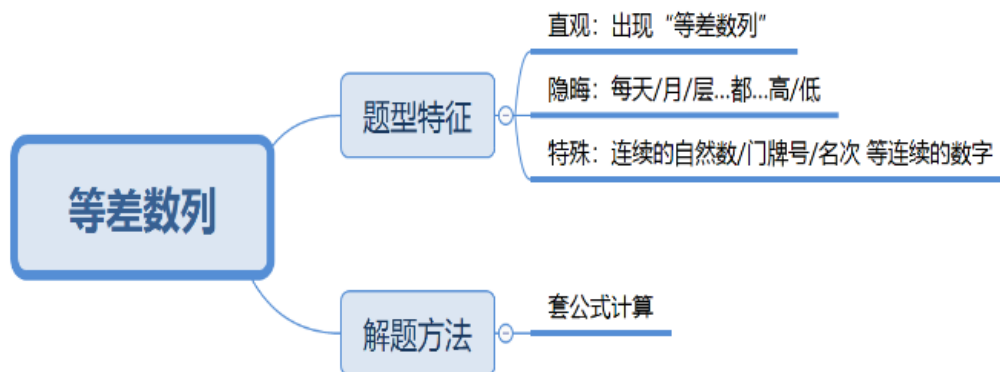 直观：出现“等差数列”
隐晦：每天/月/层...都...高/低
题型特征
特殊：连续的自然数/门牌号/名次 等连续的数字
等差数列
套公式计算
解题方法